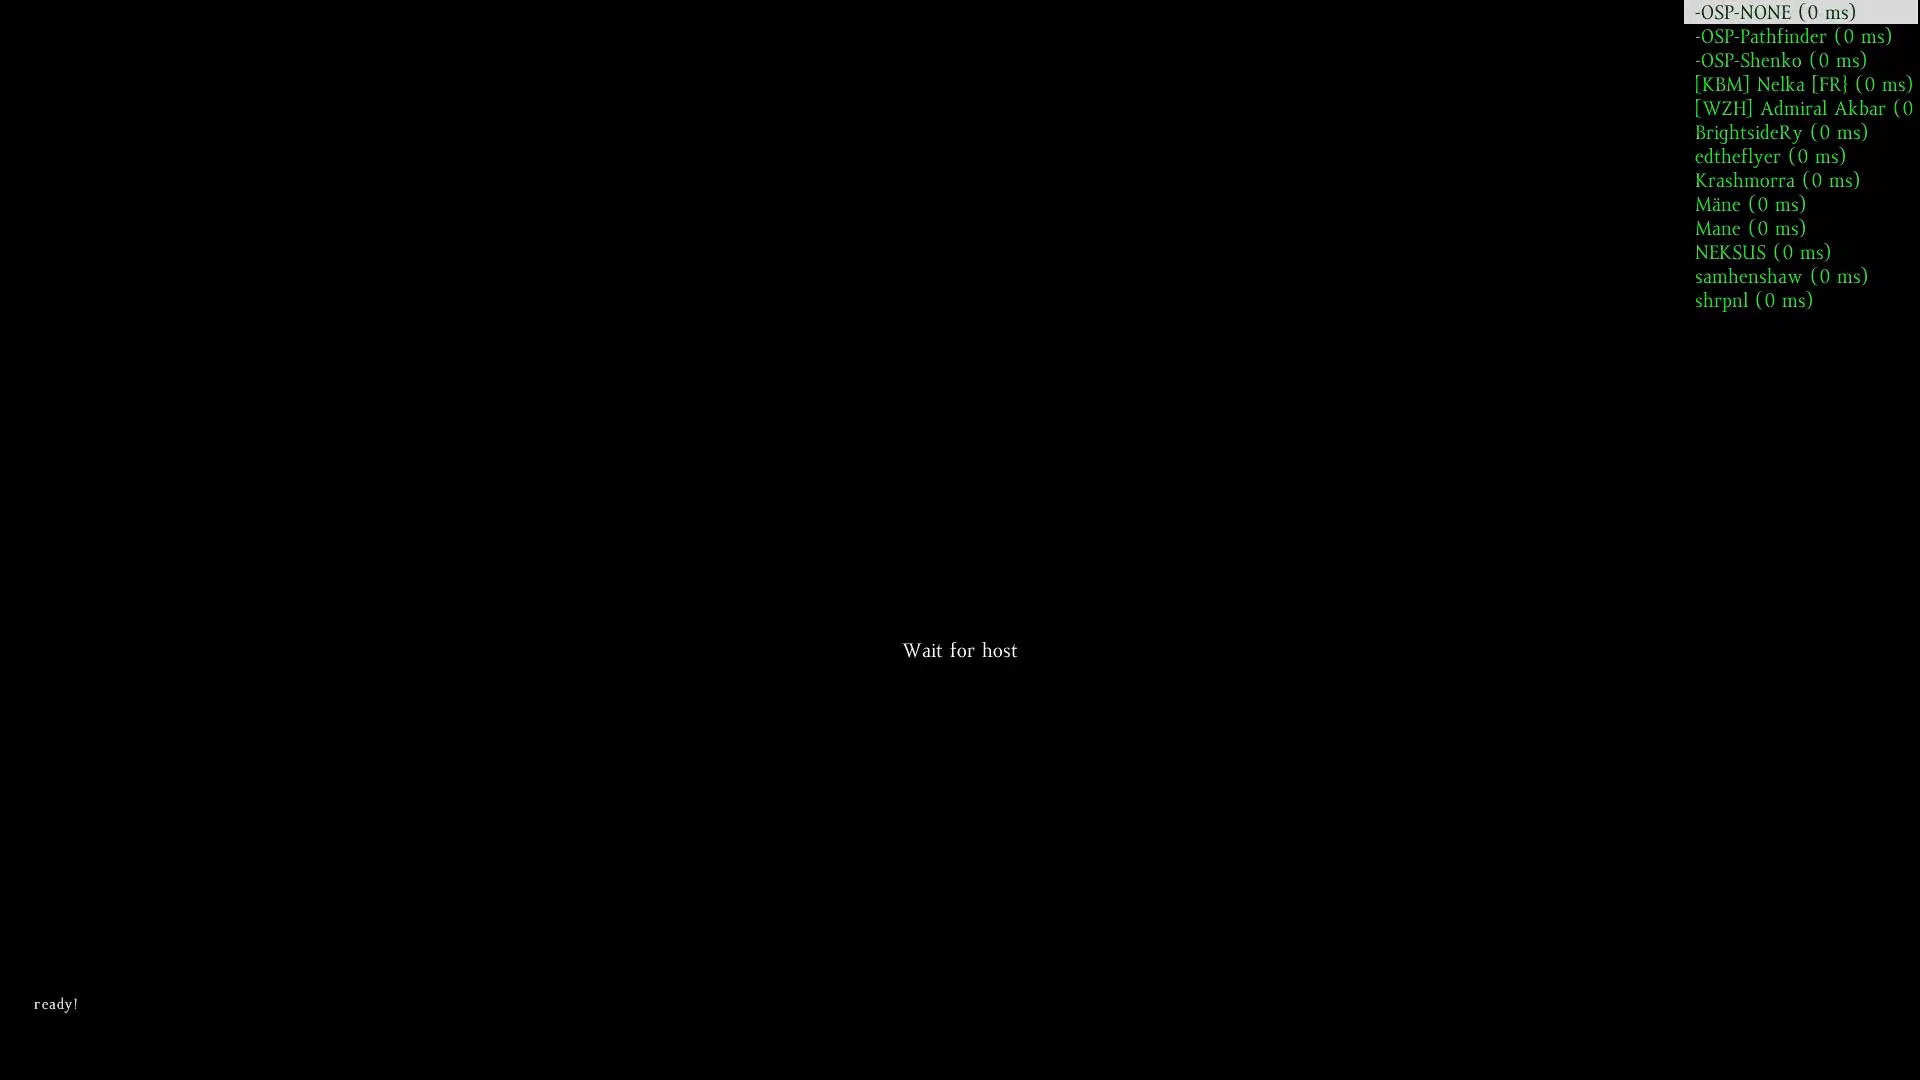 -OSP-NONE (0 ms)
-OSP-Pathfinder (0 ms)
-OSP-Shenko (0 ms)
[KBM] Nelka [FR} (0 ms)
[WZH] Admiral Akbar (0
BrightsideRy (0 ms)
edtheflyer (0 ms)
Krashmorra (0 ms)
Mäne (0 ms)
Mane (0 ms)
NEKSUS (0 ms)
samhenshaw (0 ms)
shrpnl (0 ms)
Wait for host
ready!